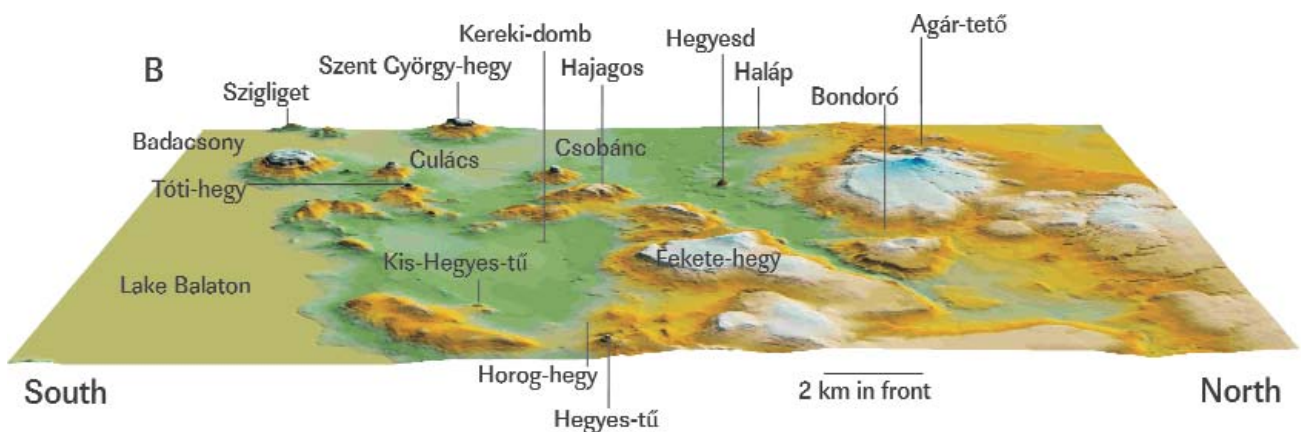 B
Szigliget
Szent György-hegy
Kereki-domb
Hajagos
Hegyesd
Haláp
Agár-tető
Bondoró
Badacsony
Gulács
Csobánc
Tóti-hegy
Kis-Hegyes-tű
Fekete-hegy
Lake Balaton
Horog-hegy
Hegyes-tű
2 km in front
South
North